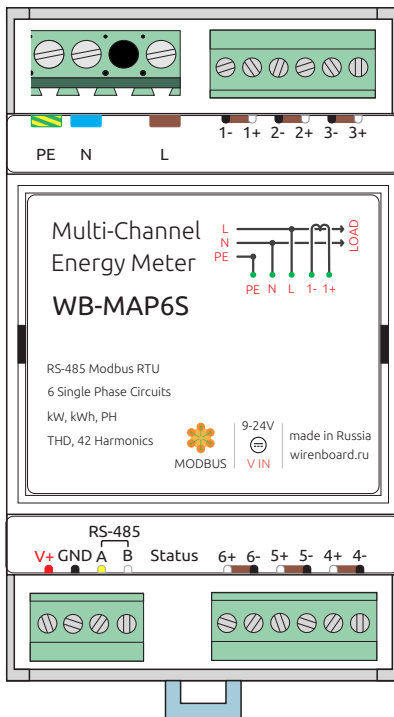 1- 1+ 2- 2+ 3- 3+
PE N L
Multi-Channel
Energy Meter
WB-MAP6S
L
N
PE
LOAD
PE N L 1- 1+
RS-485 Modbus RTU
6 Single Phase Circuits
kW, kWh, PH
THD, 42 Harmonics
MODBUS
9-24V
V IN
made in Russia
wirenboard.ru
RS-485
V+ GND A B Status 6+ 6- 5+ 5- 4+ 4-